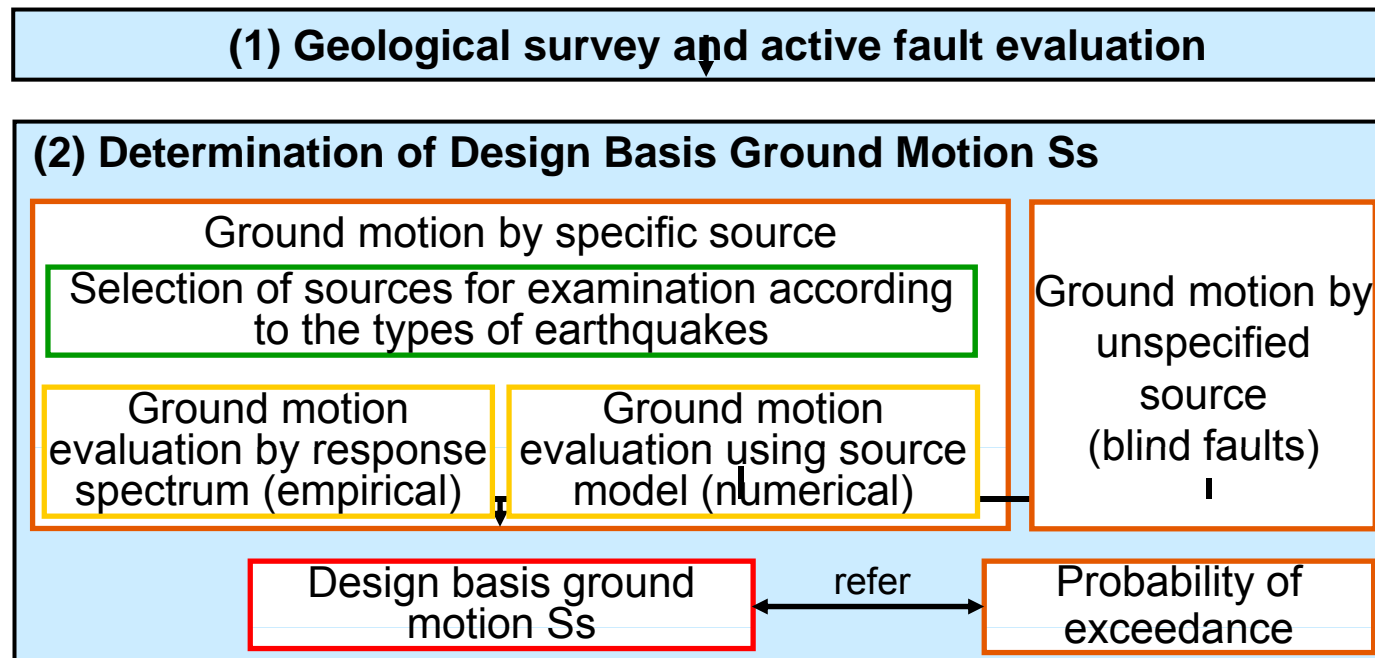 (1) Geological survey and active fault evaluation
(2) Determination of Design Basis Ground Motion Ss
Ground motion by specific source
Selection of sources for examination according
to the types of earthquakes
Ground motion
evaluation by response
spectrum (empirical)
Ground motion
evaluation using source
model (numerical)
Ground motion by
unspecified
source
(blind faults)
Design basis ground
motion Ss
refer
Probability of
exceedance